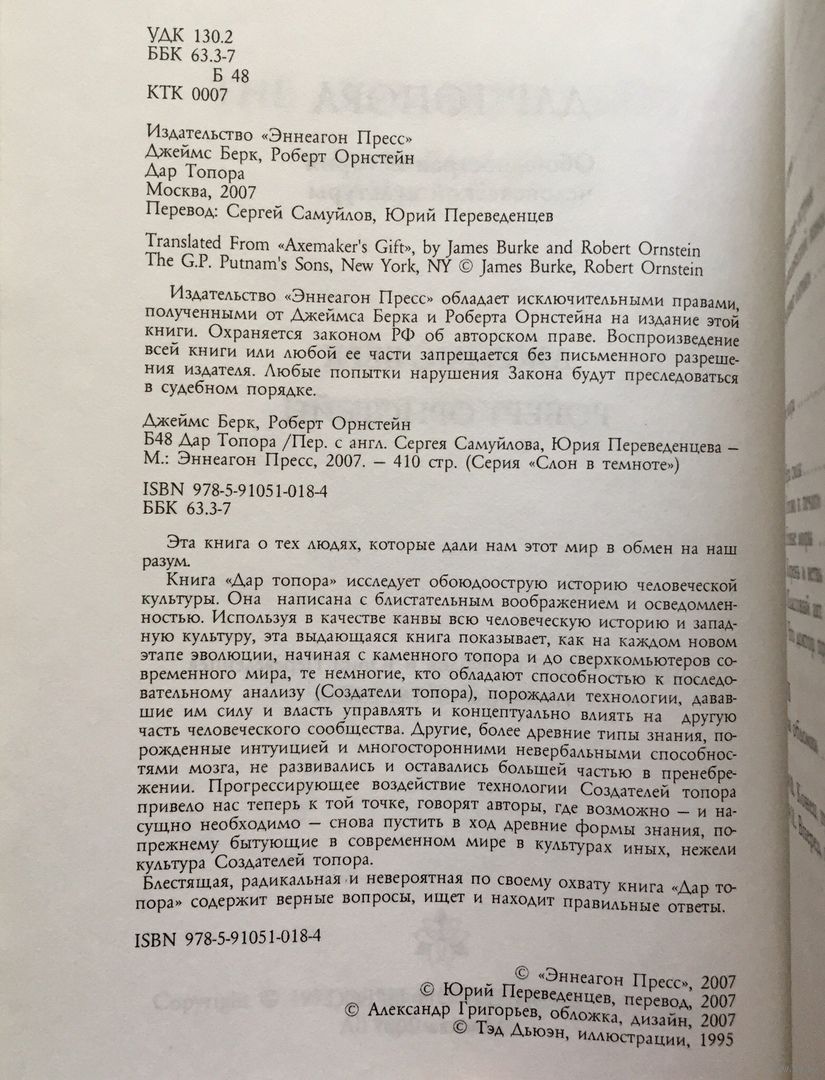 УДК 130.2
ББК 63.3-7
Б 48
КТК 0007
Издательство «Эннеагон Пресс»
Джеймс Берк, Роберт Орнстейн
Дар Топора
Москва, 2007
Перевод: Сергей Самуйлов, Юрий Переведенцев
Translated From «Axemaker's Gift», by James Burke and Robert Ornstein
The G.P. Putnam's Sons, New York, NY © James Burke, Robert Ornstein
Издательство «Эннеагон Пресс» обладает исключительными правами,
полученными от Джеймса Берка и Роберта Орнстейна на издание этой
книги. Охраняется законом РФ об авторском праве. Воспроизведение
всей книги или любой ее части запрещается без письменного разреше-
ния издателя. Любые попытки нарушения Закона будут преследоваться
в судебном порядке.
Джеймс Берк, Роберт Орнстейн
Б48 Дар Топора /Пер. с англ. Сергея Самуйлова, Юрия Переведенцева –
М.: Эннеагон Пресс, 2007. – 410 стр. (Серия «Слон в темноте»)
ISBN 978-5-91051-018-4
ББК 63.3-7
Эта книга о тех людях, которые дали нам этот мир в обмен на наш
разум.
Книга «Дар топора» исследует обоюдоострую историю человеческой
культуры. Она написана с блистательным воображением и осведомлен-
ностью. Используя в качестве канвы всю человеческую историю и запад-
ную культуру, эта выдающаяся книга показывает, как на каждом новом
этапе эволюции, начиная с каменного топора и до сверхкомьютеров со-
временного мира, те немногие, кто обладают способностью к последо-
вательному анализу (Создатели топора), порождали технологии, давав-
шие им силу и власть управлять и концептуально влиять на другую
часть человеческого сообщества. Другие, более древние типы знания, по-
рожденные интуицией и многосторонними невербальными способнос-
тями мозга, не развивались и оставались большей частью в пренебре-
жении. Прогрессирующее воздействие технологии Создателей топора
привело нас теперь к той точке, говорят авторы, где возможно – и на-
сущно необходимо – снова пустить в ход древние формы знания, по-
прежнему бытующие в современном мире в культурах иных, нежели
культура Создателей топора.
Блестящая, радикальная и невероятная по своему охвату книга «Дар то-
пора» содержит верные вопросы, ищет и находит правильные ответы.
ISBN 978-5-91051-018-4
© «Эннеагон Пресс», 2007
© Юрий Переведенцев, перевод, 2007
© Александр Григорьев, обложка, дизайн, 2007
© Тэд Дьюэн, иллюстрации, 1995